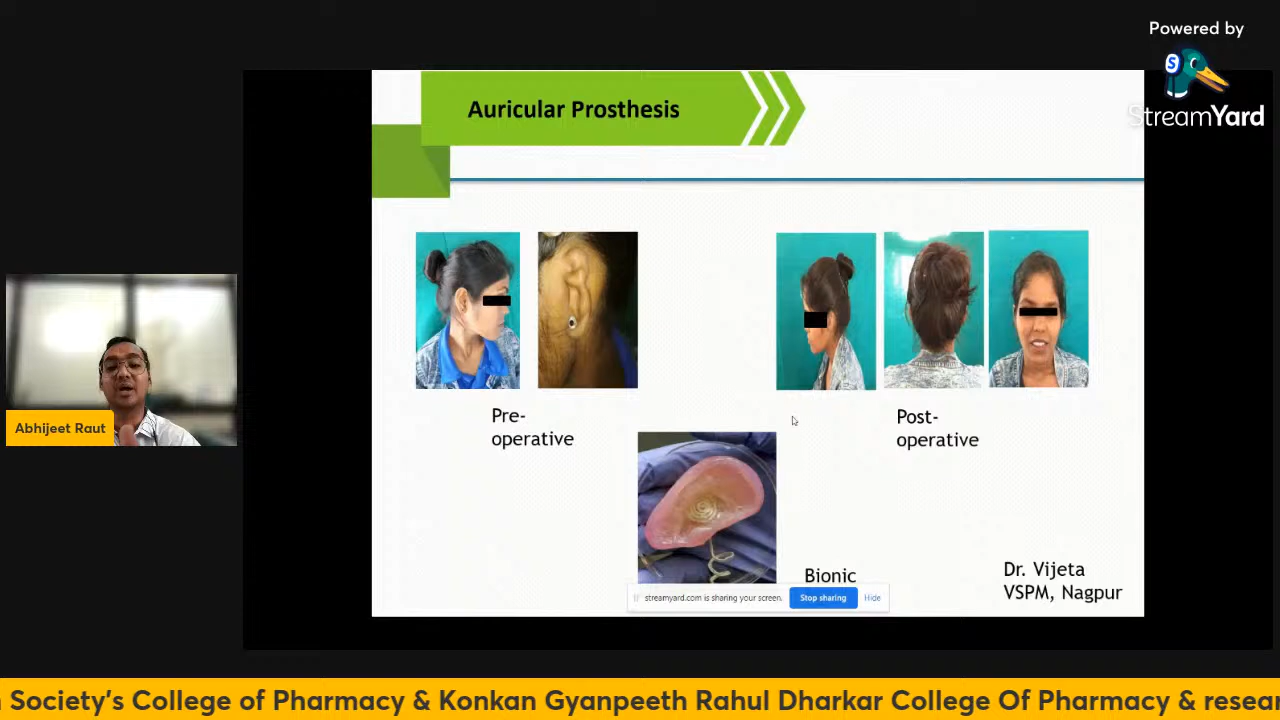 Powered by
StreamYard
Auricular Prosthesis
Abhijeet Raut
Pre-
operative
Post-
operative
Bionic
Dr. Vijeta
VSPM, Nagpur
streamyard.com is sharing your screen.
Stop sharing
Hide
Society's College of Pharmacy & Konkan Gyanpeeth Rahul Dharkar College Of Pharmacy & resear